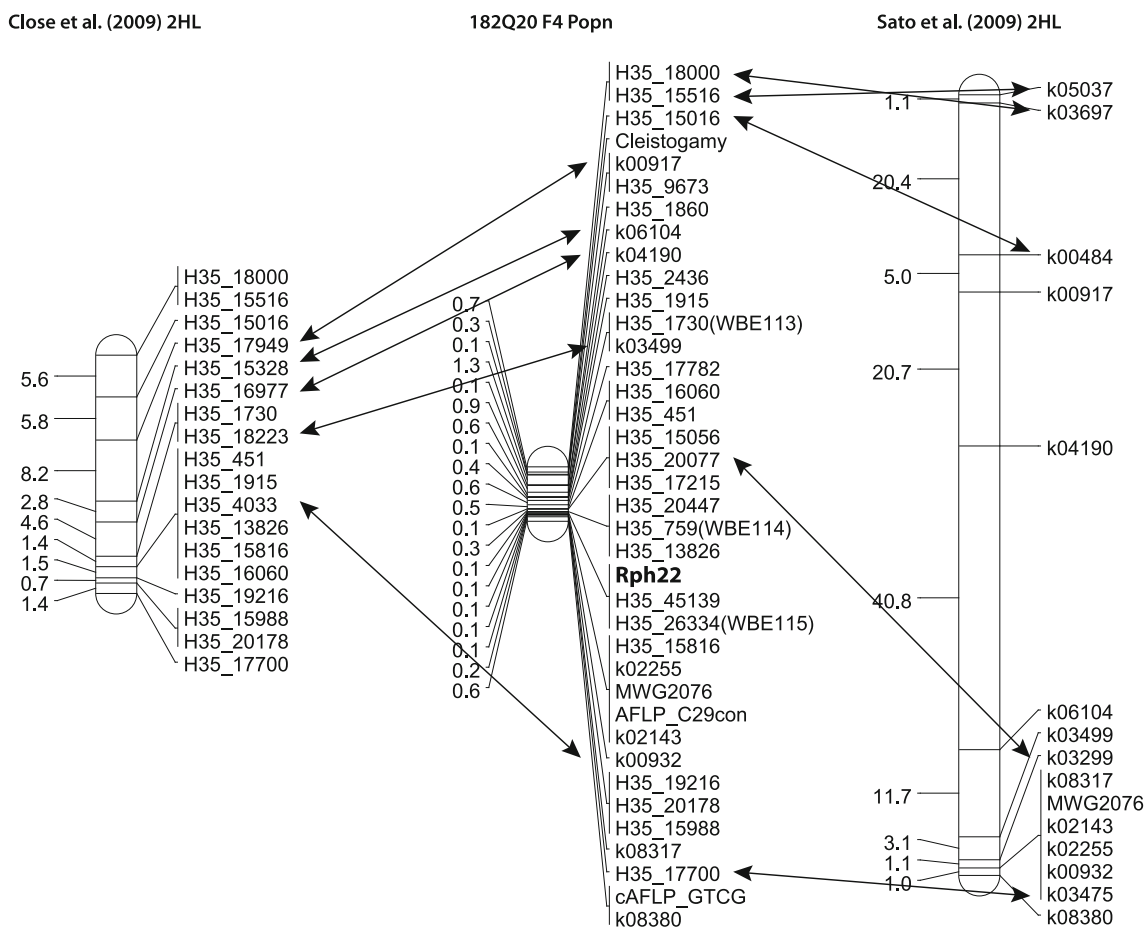 Close et al. (2009) 2HL
182Q20 F4 Popn
Sato et al. (2009) 2HL
5.6
5.8
8.2
2.8
4.6
1.4
1.5
0.7
1.4
H35_18000
H35_15516
H35_15016
H35_17949
H35_15328
H35_16977
H35_1730
H35_18223
H35_451
H35_1915
H35_4033
H35_13826
H35_15816
H35_16060
H35_19216
H35_15988
H35_20178
H35_17700
0.7
0.3
0.1
1.3
0.1
0.9
0.6
0.1
0.4
0.6
0.5
0.1
0.3
0.1
0.1
0.1
0.1
0.1
0.2
0.6
H35_18000
H35_15516
H35_15016
Cleistogamy
k00917
H35_9673
H35_1860
k06104
k04190
H35_2436
H35_1915
H35_1730(WBE113)
k03499
H35_17782
H35_16060
H35_451
H35_15056
H35_20077
H35_17215
H35_20447
H35_759(WBE114)
H35_13826
Rph22
H35_45139
H35_26334(WBE115)
H35_15816
k02255
MWG2076
AFLP_C29con
k02143
k00932
H35_19216
H35_20178
H35_15988
k08317
H35_17700
cAFLP_GTCG
k08380
1.1
20.4
5.0
20.7
40.8
11.7
3.1
1.1
1.0
k05037
k03697
k00484
k00917
k04190
k06104
k03499
k03299
k08317
MWG2076
k02143
k02255
k00932
k03475
k08380